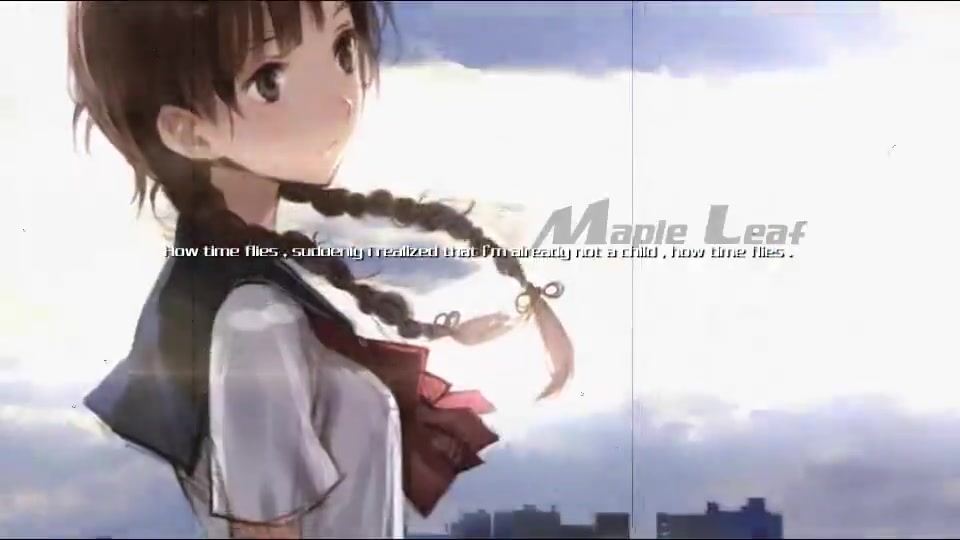 Maple Leaf
How time flies , suddenly i realized that i'm already not a child , how time flies .